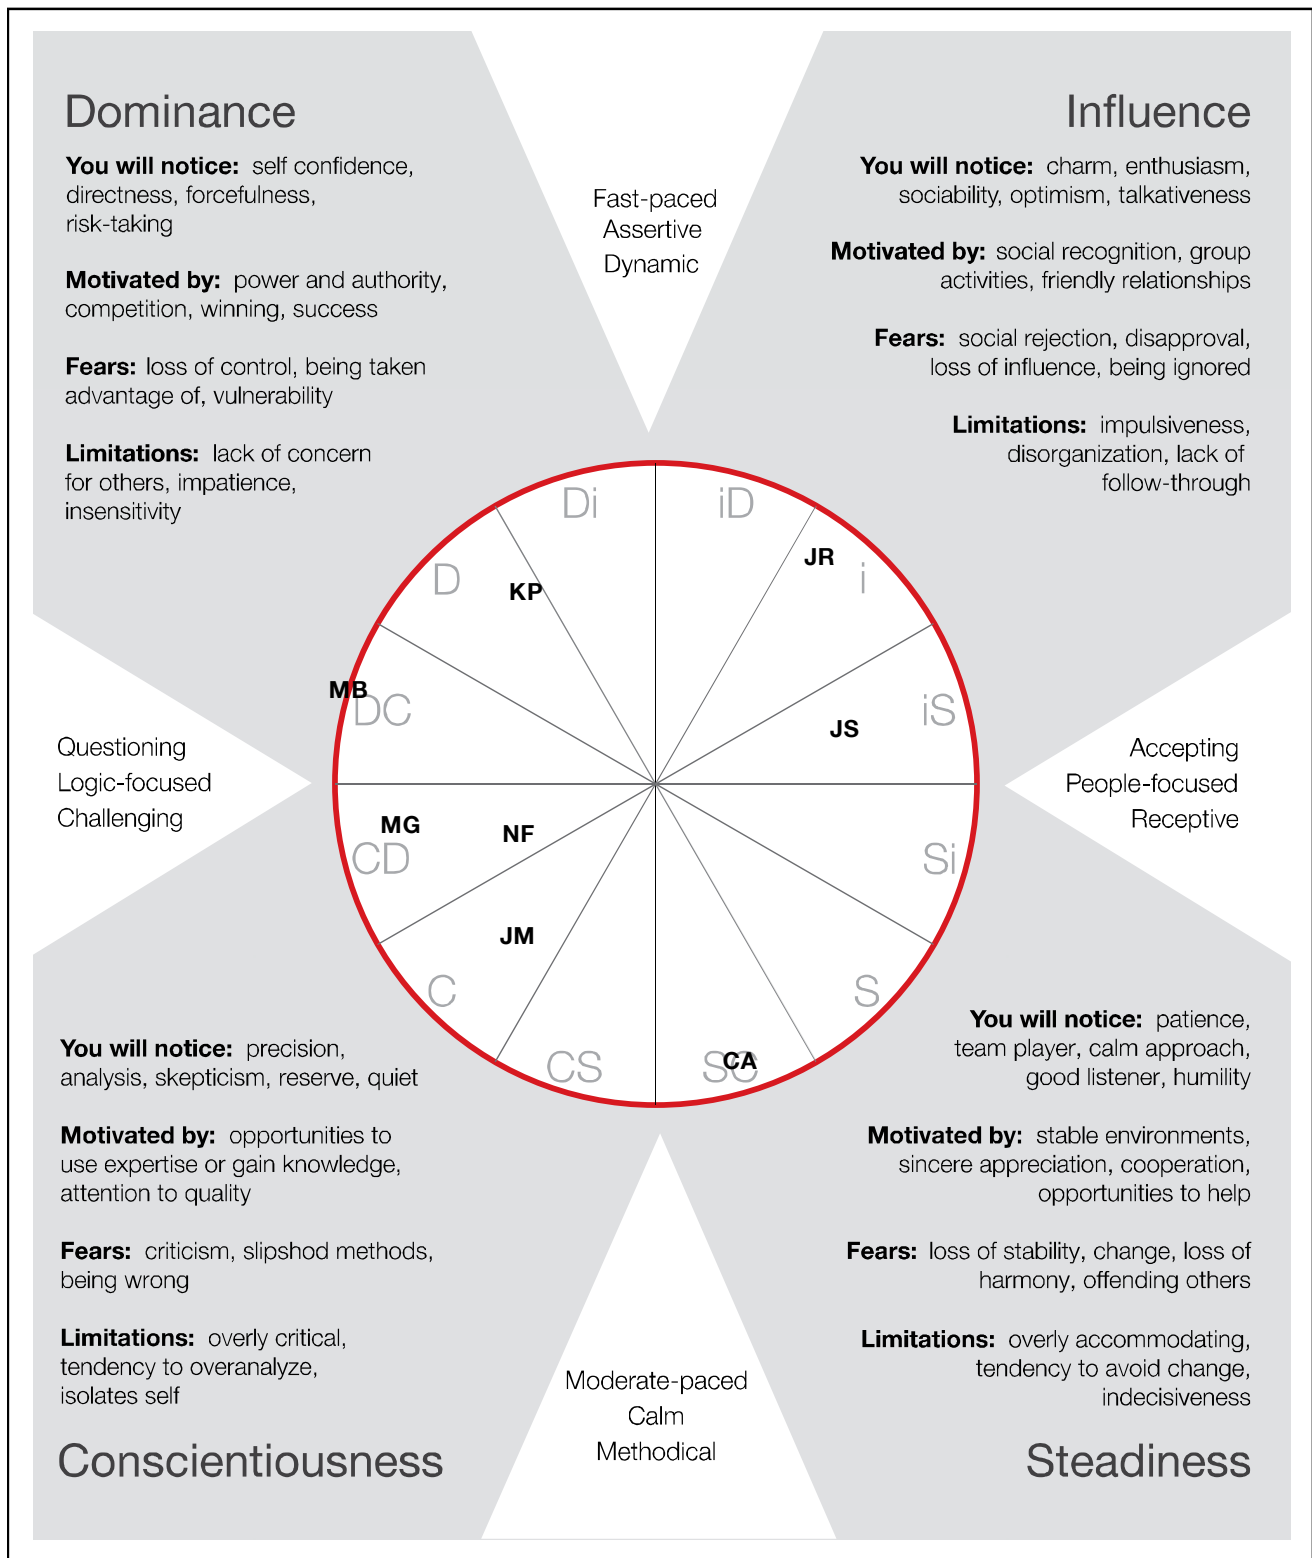 Dominance
You will notice: self confidence,
directness, forcefulness,
risk-taking
Motivated by: power and authority,
competition, winning, success
Fears: loss of control, being taken
advantage of, vulnerability
Limitations: lack of concern
for others, impatience,
insensitivity
Fast-paced
Assertive
Dynamic
Influence
You will notice: charm, enthusiasm,
sociability, optimism, talkativeness
Motivated by: social recognition, group
activities, friendly relationships
Fears: social rejection, disapproval,
loss of influence, being ignored
Limitations: impulsiveness,
disorganization, lack of
follow-through
Di
iD
D
KP
JR
i
MB
DC
JS
iS
Questioning
Logic-focused
Challenging
Accepting
People-focused
Receptive
MG
CD
NF
Si
JM
C
S
CS
SC
CA
You will notice: precision,
analysis, skepticism, reserve, quiet
Motivated by: opportunities to
use expertise or gain knowledge,
attention to quality
Fears: criticism, slipshod methods,
being wrong
Limitations: overly critical,
tendency to overanalyze,
isolates self
Conscientiousness
Moderate-paced
Calm
Methodical
You will notice: patience,
team player, calm approach,
good listener, humility
Motivated by: stable environments,
sincere appreciation, cooperation,
opportunities to help
Fears: loss of stability, change, loss of
harmony, offending others
Limitations: overly accommodating,
tendency to avoid change,
indecisiveness
Steadiness